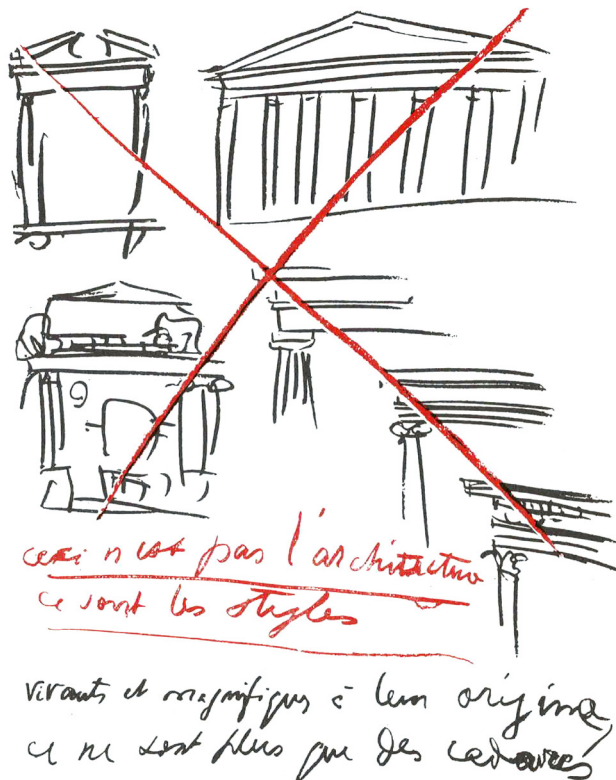 ceci n'est pas l'architecture
ce sont les styles
vivants et magnifiques à leur origine,
ce ne sont plus que des cadavres